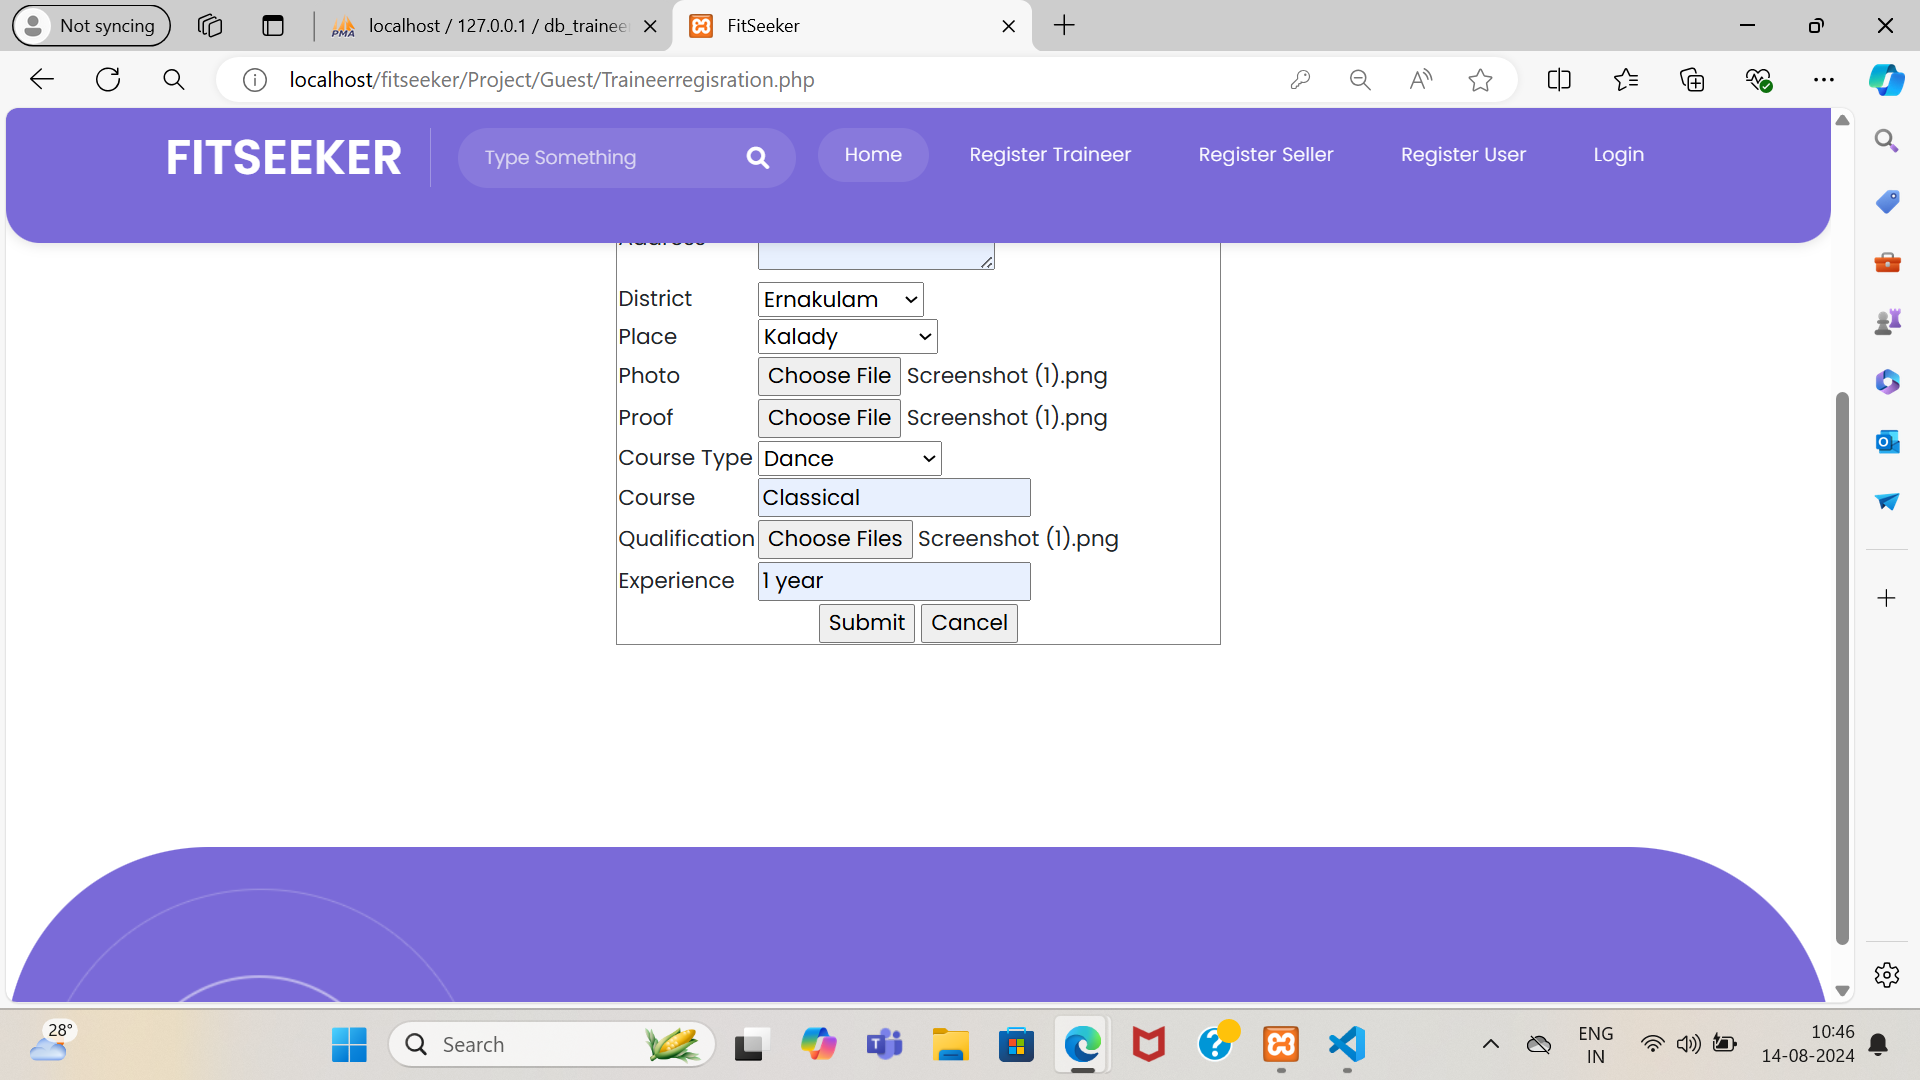 Not syncing
localhost / 127.0.0.1 / db_trainee
FitSeeker
localhost/fitseeker/Project/Guest/Traineerregisration.php
FITSEEKER
Type Something
Home
Register Traineer
Register Seller
Register User
Login
Address
District
Ernakulam
Place
Kalady
Photo
Choose File Screenshot (1).png
Proof
Choose File Screenshot (1).png
Course Type
Dance
Course
Classical
Qualification
Choose Files Screenshot (1).png
Experience
1 year
Submit
Cancel
28°
Search
ENG
IN
10:46
14-08-2024